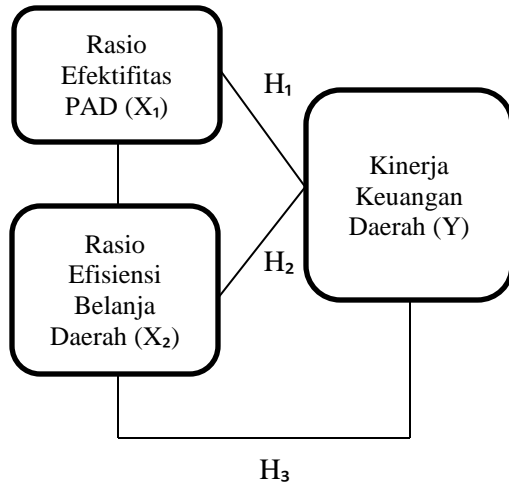 Rasio
Efektifitas
PAD (X₁)
H₁
Kinerja
Keuangan
Daerah (Y)
Rasio
Efisiensi
Belanja
Daerah (X₂)
H₂
H₃